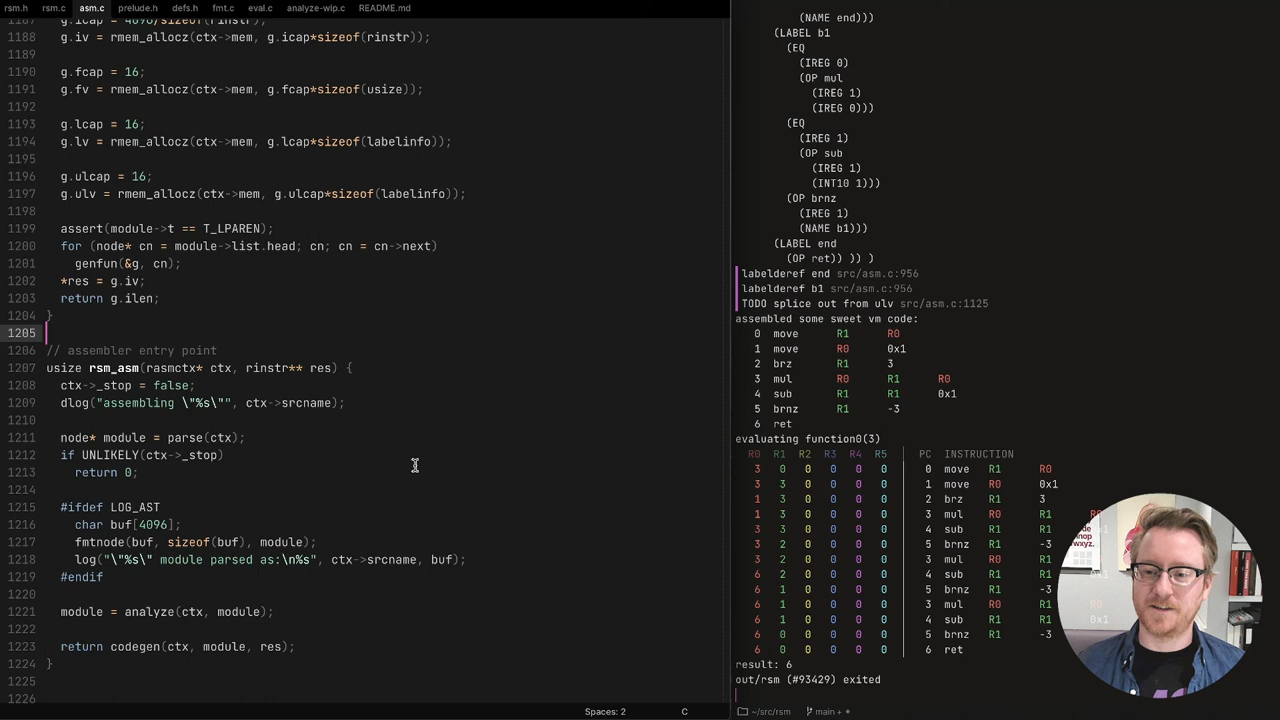 rsm.h rsm.c asm.c prelude.h defs.h fmt.c eval.c analyze-wip.c README.md
1187 g.icap = 4096/sizeof(rinstr);
1188 g.iv = rmem_allocz(ctx->mem, g.icap*sizeof(rinstr));
1189
1190 g.fcap = 16;
1191 g.fv = rmem_allocz(ctx->mem, g.fcap*sizeof(usize));
1192
1193 g.lcap = 16;
1194 g.lv = rmem_allocz(ctx->mem, g.lcap*sizeof(labelinfo));
1195
1196 g.ulcap = 16;
1197 g.ulv = rmem_allocz(ctx->mem, g.ulcap*sizeof(labelinfo));
1198
1199 assert(module->t == T_LPAREN);
1200 for (node* cn = module->list.head; cn; cn = cn->next)
1201 genfun(&g, cn);
1202 *res = g.iv;
1203 return g.ilen;
1204 }
1205
1206 // assembler entry point
1207 usize rsm_asm(rasmctx* ctx, rinstr** res) {
1208 ctx->_stop = false;
1209 dlog("assembling \"%s\"", ctx->srcname);
1210
1211 node* module = parse(ctx);
1212 if UNLIKELY(ctx->_stop)
1213 return 0;
1214
1215 #ifdef LOG_AST
1216 char buf[4096];
1217 fmtnode(buf, sizeof(buf), module);
1218 log("\"%s\" module parsed as:\n%s", ctx->srcname, buf);
1219 #endif
1220
1221 module = analyze(ctx, module);
1222
1223 return codegen(ctx, module, res);
1224 }
1225
1226
Spaces: 2 C
(NAME end)))
(LABEL b1
(EQ
(IREG 0)
(OP mul
(IREG 1)
(IREG 0)))
(EQ
(IREG 1)
(OP sub
(IREG 1)
(INT10 1)))
(OP brnz
(IREG 1)
(NAME b1)))
(LABEL end
(OP ret)) )) )
labelderef end src/asm.c:956
labelderef b1 src/asm.c:956
TODO splice out from ulv src/asm.c:1125
assembled some sweet vm code:
0 move R1 R0
1 move R0 0x1
2 brz R1 3
3 mul R0 R1 R0
4 sub R1 R1 0x1
5 brnz R1 -3
6 ret
evaluating function0(3)
R0 R1 R2 R3 R4 R5 PC INSTRUCTION
3 0 0 0 0 0 0 move R1 R0
3 3 0 0 0 0 1 move R0 0x1
1 3 0 0 0 0 2 brz R1 3
1 3 0 0 0 0 3 mul R0 R1 R0
3 3 0 0 0 0 4 sub R1 R1
3 2 0 0 0 0 5 brnz R1 -3
3 2 0 0 0 0 3 mul R0 R1
6 2 0 0 0 0 4 sub R1 R1 0x1
6 1 0 0 0 0 5 brnz R1 -3
6 1 0 0 0 0 3 mul R0 R1 R0
6 1 0 0 0 0 4 sub R1 R1 0x1
6 0 0 0 0 0 5 brnz R1 -3
6 0 0 0 0 0 6 ret
result: 6
out/rsm (#93429) exited
~/src/rsm main + •